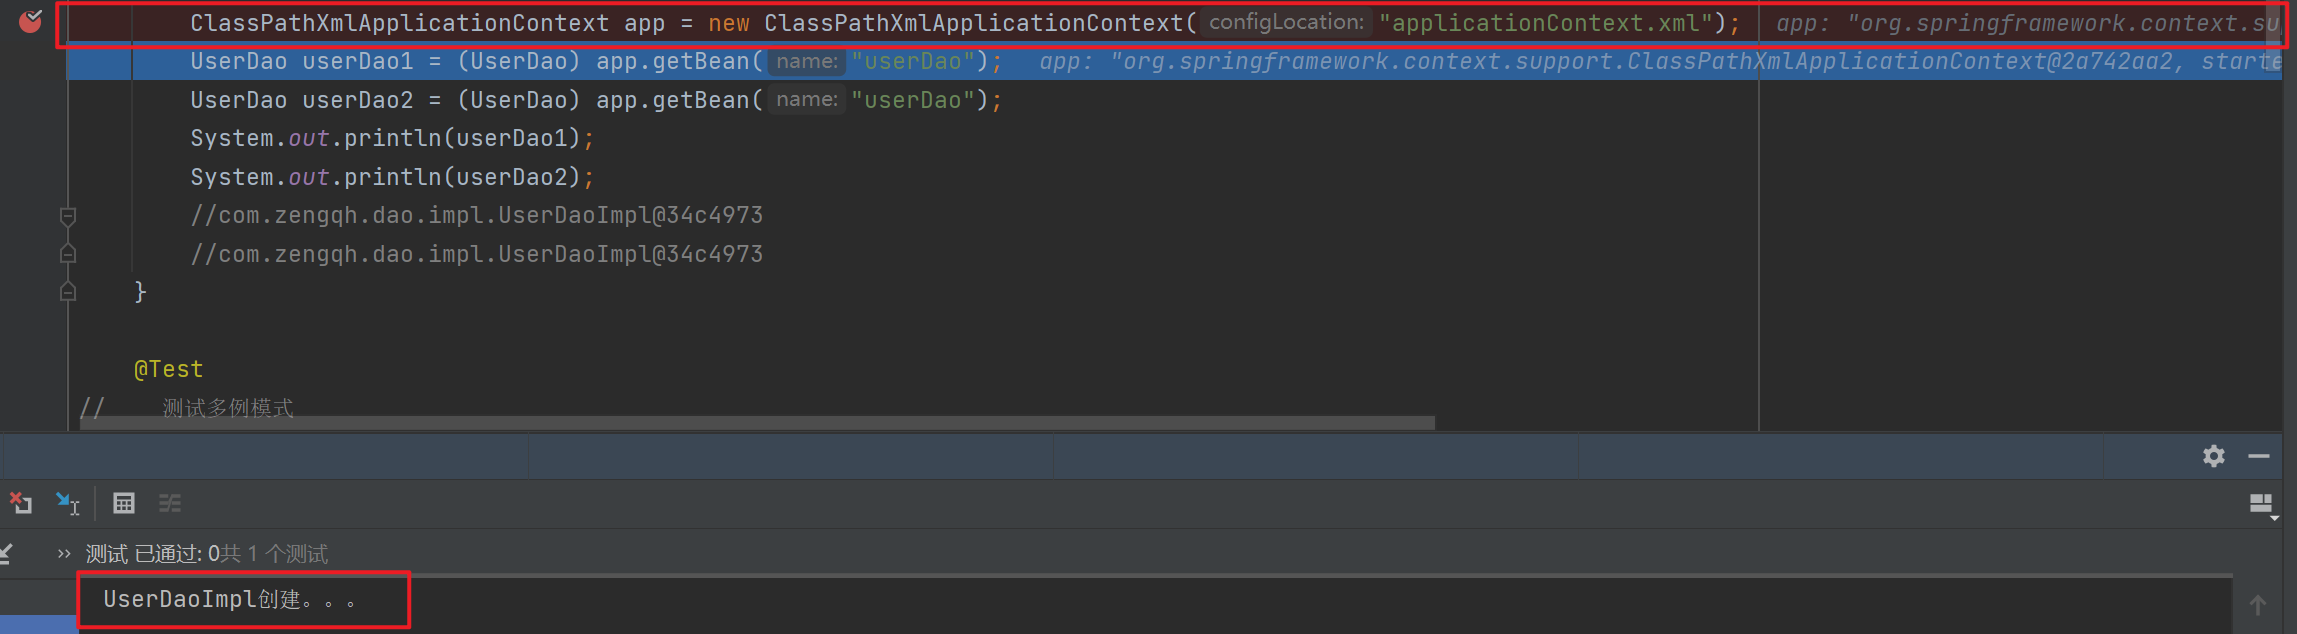 ClassPathXmlApplicationContext app = new ClassPathXmlApplicationContext( configLocation: "applicationContext.xml"); app: "org.springframework.context.su
UserDao userDao1 = (UserDao) app.getBean( name: "userDao"); app: "org.springframework.context.support.ClassPathXmlApplicationContext@2a742aa2, starte
UserDao userDao2 = (UserDao) app.getBean( name: "userDao");
System.out.println(userDao1);
System.out.println(userDao2);
//com.zengqh.dao.impl.UserDaoImpl@34c4973
//com.zengqh.dao.impl.UserDaoImpl@34c4973
}
@Test
// 测试多例模式
>> 测试 已通过: 0共 1 个测试
UserDaoImpl创建。。。